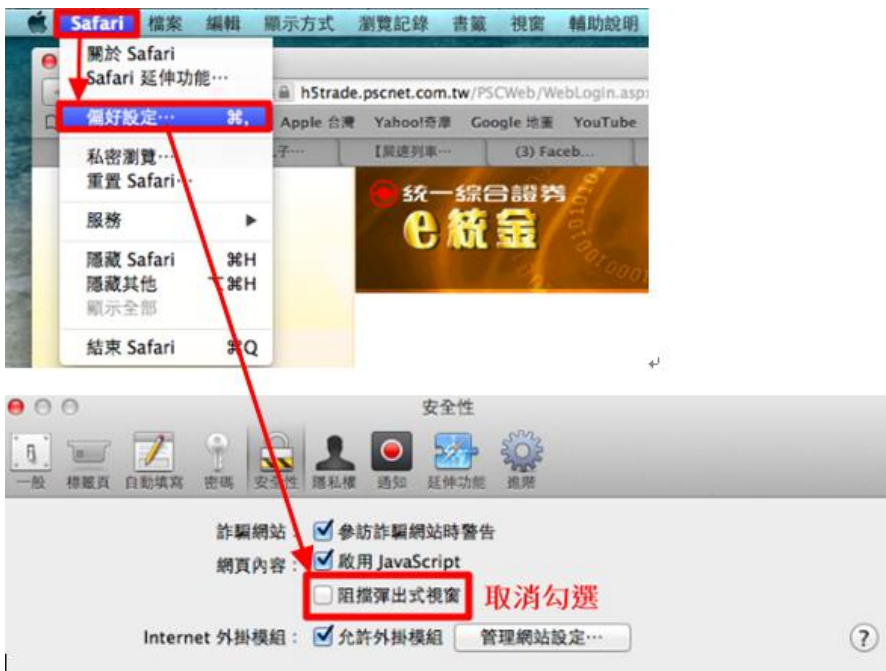 Safari 檔案 編輯 顯示方式 瀏覽記錄 書籤 視窗 輔助說明
關於 Safari
Safari 延伸功能…
h5trade.pscnet.com.tw/PSCWeb/WebLogin.asp
偏好設定… ⌘,
Apple 台灣 Yahoo!奇摩 Google 地圖 YouTube
私密瀏覽…
子… (3) Faceb...
重置 Safari…
統一綜合證券
e統金
服務 ▶
隱藏 Safari ⌘H
隱藏其他 ⌥⌘H
顯示全部
結束 Safari ⌘Q
安全性
一般 標籤頁 自動填寫 密碼 安全性 隱私權 通知 延伸功能 進階
詐騙網站： 參訪詐騙網站時警告
網頁內容： 啟用 JavaScript
阻擋彈出式視窗 取消勾選
Internet 外掛模組： 允許外掛模組 管理網站設定… ?